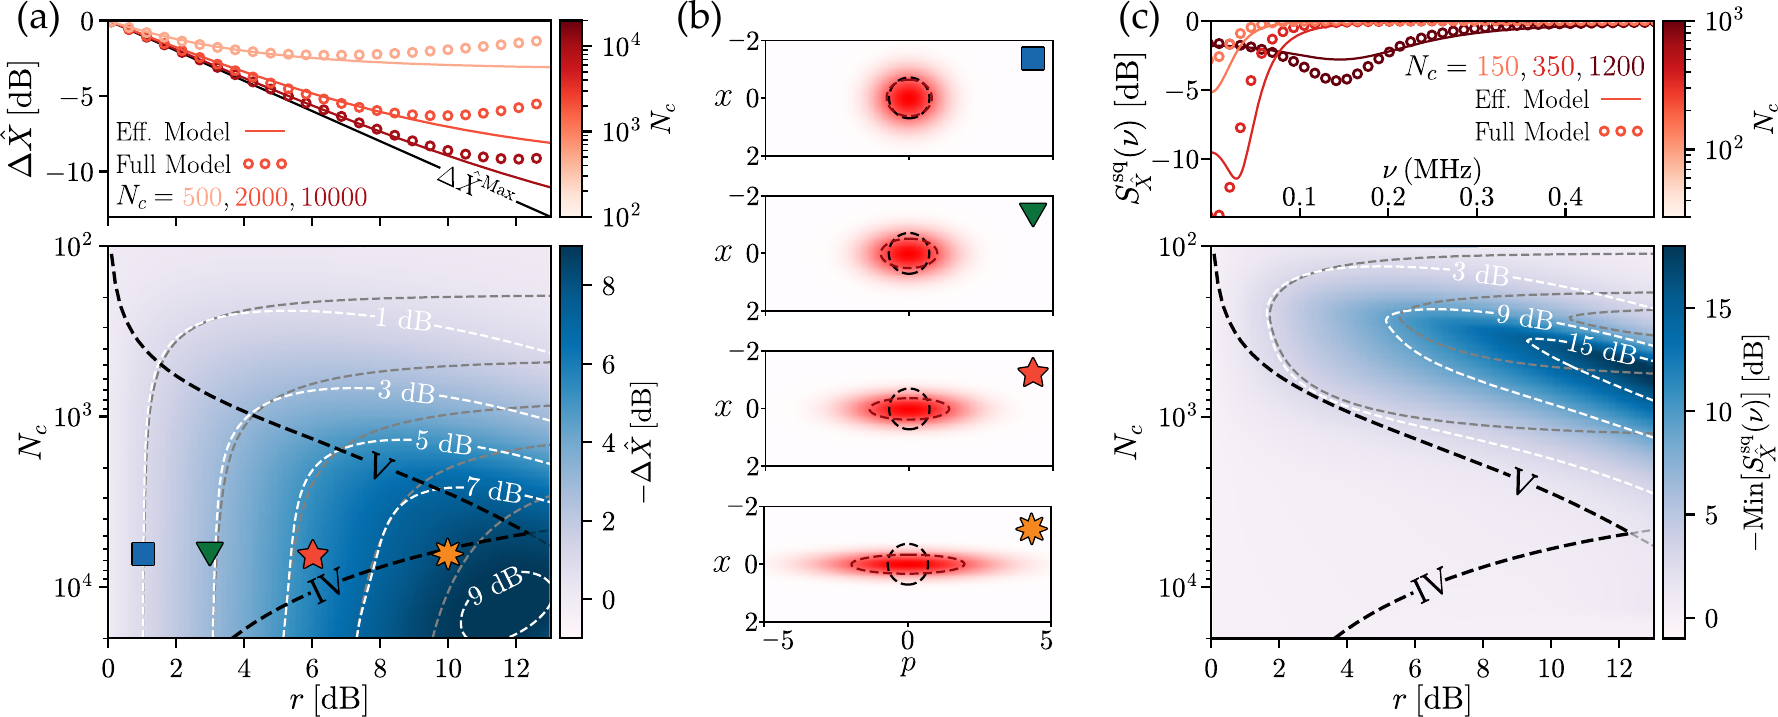 (a)
0
−5
−10
ΔX̂ [dB]
Eff. Model
Full Model
N_c = 500, 2000, 10000
ΔX̂^Max
10^4
10^3
10^2
N_c
10^2
10^3
10^4
N_c
1 dB
3 dB
5 dB
7 dB
9 dB
V
IV
0 2 4 6 8 10 12
r [dB]
8
6
4
2
0
−ΔX̂ [dB]
(b)
−2
x 0
2
−2
x 0
2
−2
x 0
2
−2
x 0
2
−5 0 5
p
(c)
0
−5
−10
S_X̂^sq(ν) [dB]
N_c = 150, 350, 1200
Eff. Model
Full Model
ν (MHz)
0.1 0.2 0.3 0.4
10^3
10^2
N_c
10^2
10^3
10^4
N_c
3 dB
9 dB
15 dB
V
IV
0 2 4 6 8 10 12
r [dB]
15
10
5
0
−Min[S_X̂^sq(ν)] [dB]